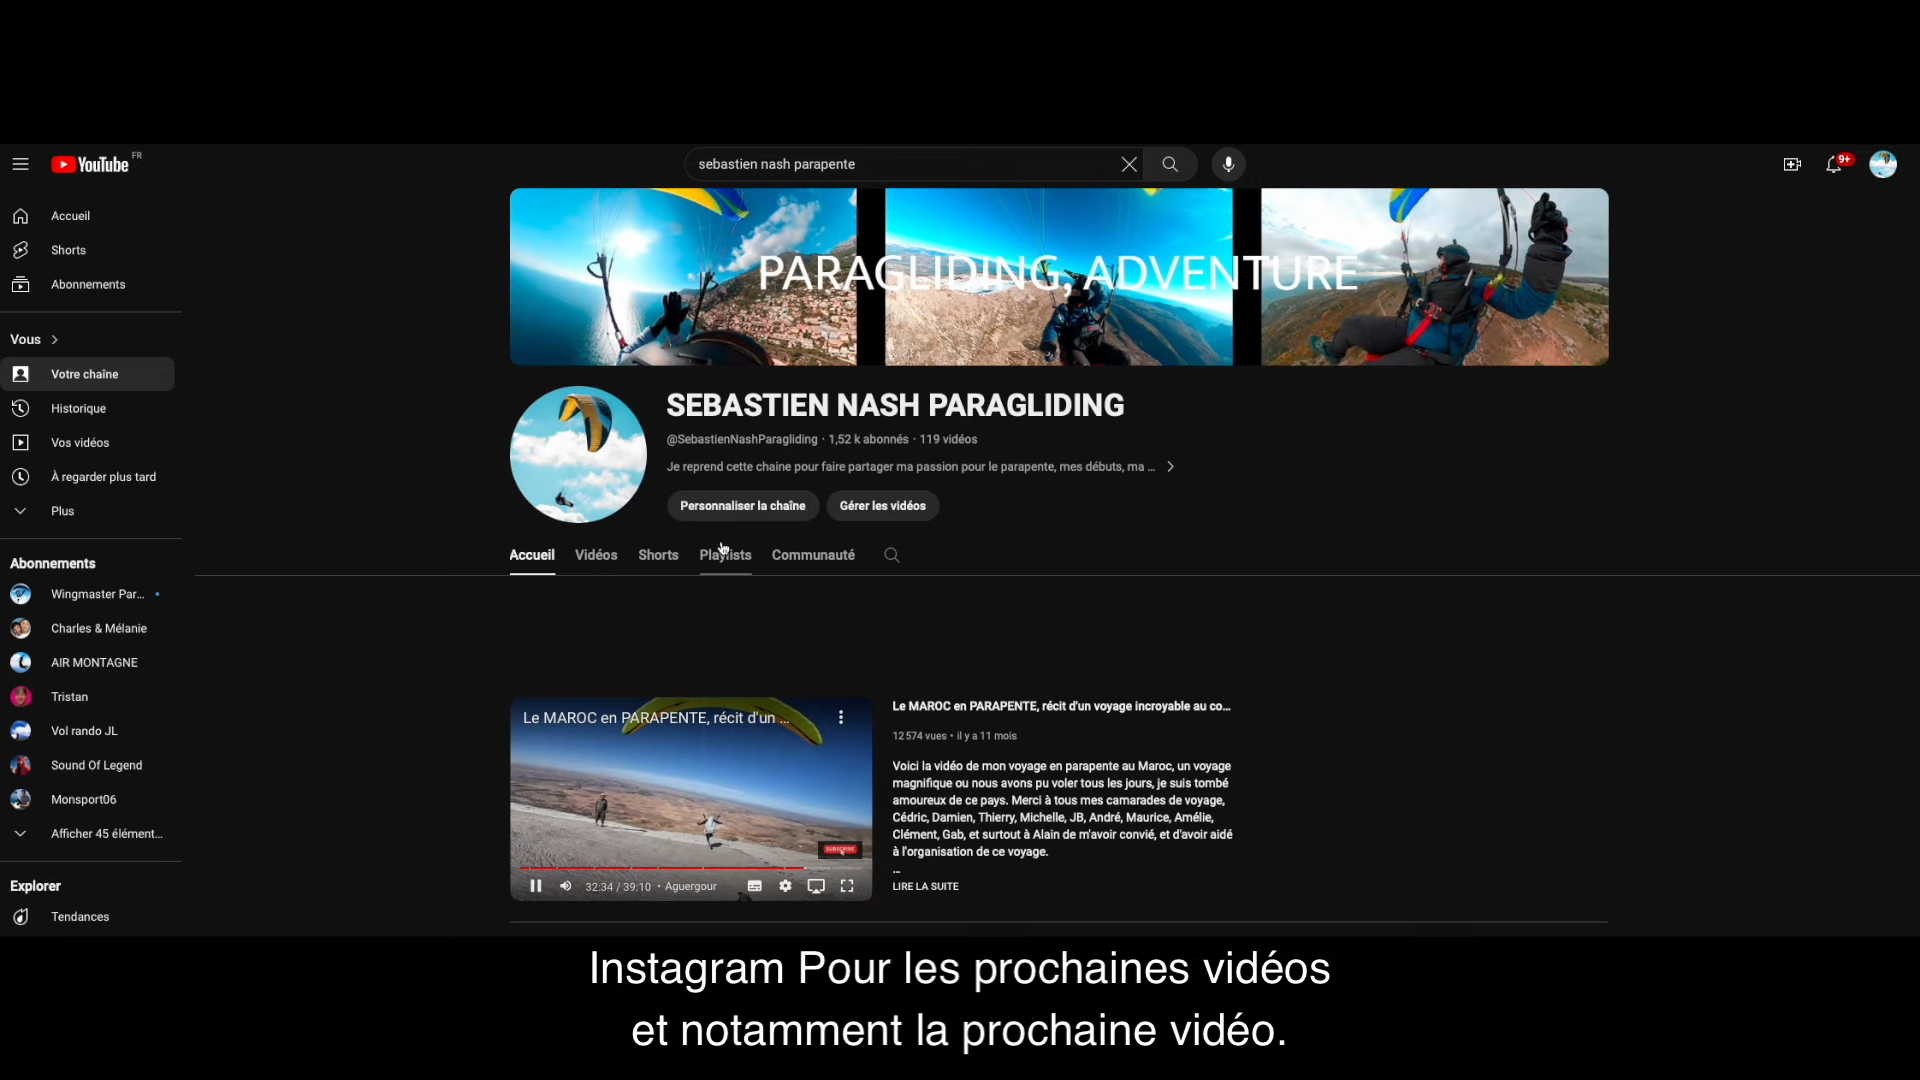 YouTube FR
sebastien nash parapente
9+
Accueil
Shorts
Abonnements
Vous
Votre chaîne
Historique
Vos vidéos
À regarder plus tard
Plus
Abonnements
Wingmaster Par...
Charles & Mélanie
AIR MONTAGNE
Tristan
Vol rando JL
Sound Of Legend
Monsport06
Afficher 45 élément...
Explorer
Tendances
PARAGLIDING, ADVENTURE
SEBASTIEN NASH PARAGLIDING
@SebastienNashParagliding · 1,52 k abonnés · 119 vidéos
Je reprend cette chaine pour faire partager ma passion pour le parapente, mes débuts, ma ...
Personnaliser la chaîne
Gérer les vidéos
Accueil Vidéos Shorts Playlists Communauté
Le MAROC en PARAPENTE, récit d'un ...
SUBSCRIBE
32:34 / 39:10 • Aguergour
Le MAROC en PARAPENTE, récit d'un voyage incroyable au co...
12 574 vues • il y a 11 mois
Voici la vidéo de mon voyage en parapente au Maroc, un voyage
magnifique ou nous avons pu voler tous les jours, je suis tombé
amoureux de ce pays. Merci à tous mes camarades de voyage,
Cédric, Damien, Thierry, Michelle, JB, André, Maurice, Amélie,
Clément, Gab, et surtout à Alain de m'avoir convié, et d'avoir aidé
à l'organisation de ce voyage.
...
LIRE LA SUITE
Instagram Pour les prochaines vidéos
et notamment la prochaine vidéo.